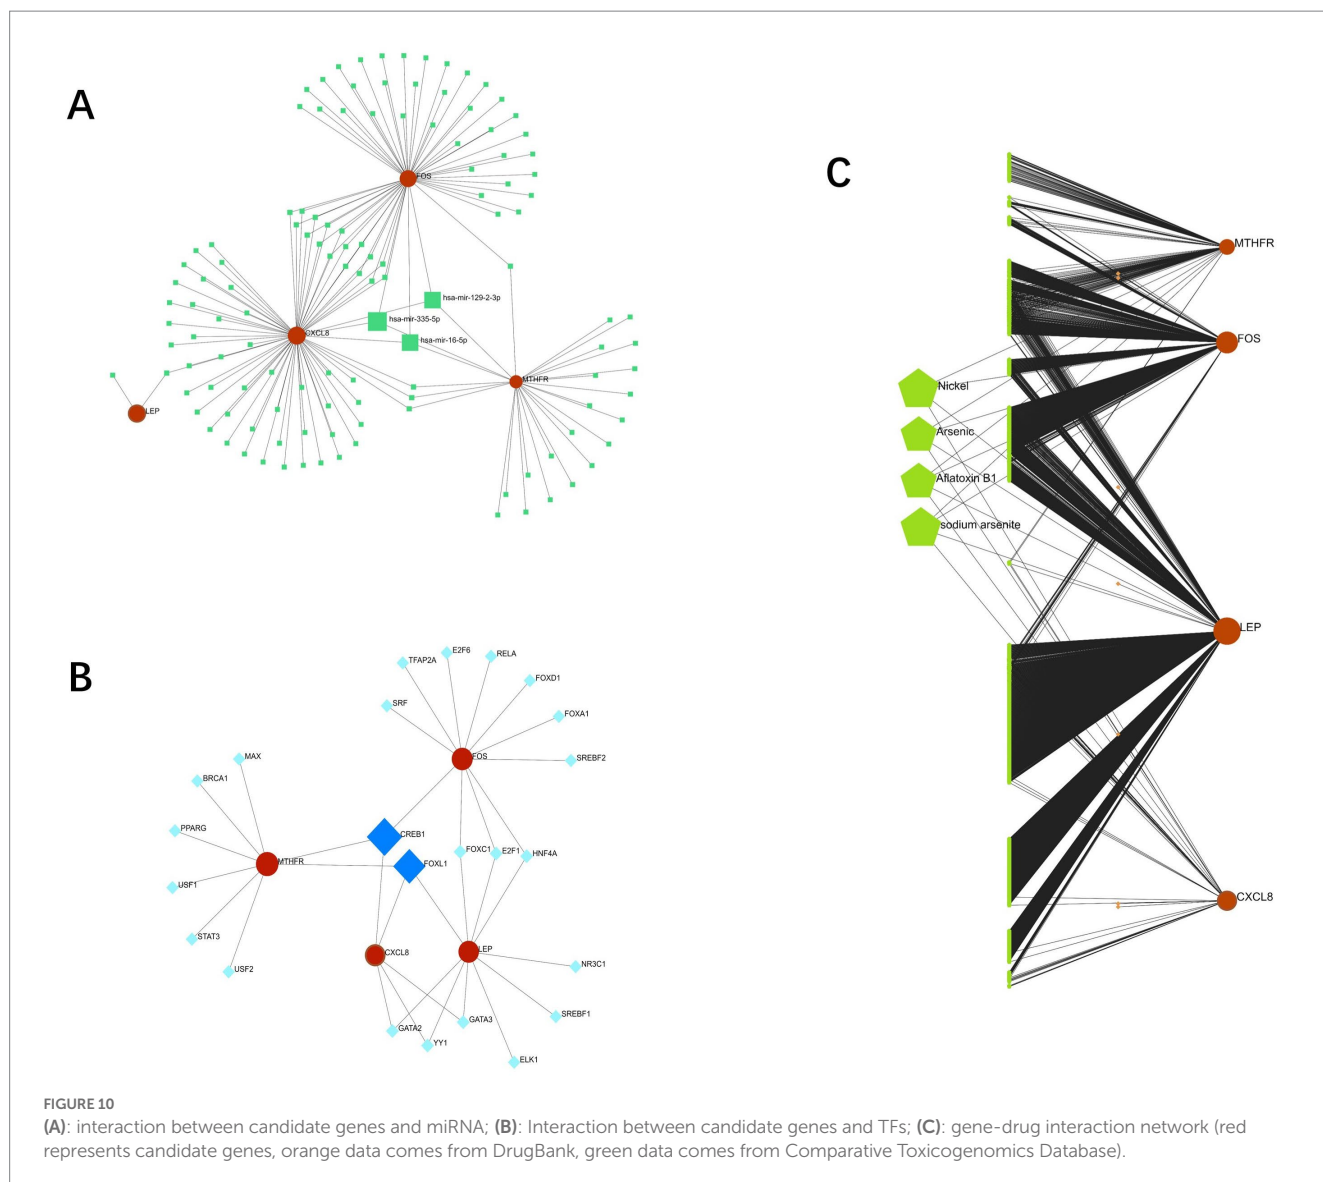 A
FOS
hsa-mir-129-2-3p
hsa-mir-335-5p
hsa-mir-16-5p
CXCL8
MTHFR
LEP
B
TFAP2A
E2F6
RELA
FOXD1
SRF
FOXA1
FOS
SREBF2
MAX
BRCA1
PPARG
CREB1
MTHFR
FOXL1
FOXC1
E2F1
HNF4A
USF1
STAT3
USF2
CXCL8
LEP
NR3C1
SREBF1
GATA2
GATA3
YY1
ELK1
C
MTHFR
FOS
Nickel
Arsenic
Aflatoxin B1
sodium arsenite
LEP
CXCL8
FIGURE 10
(A): interaction between candidate genes and miRNA; (B): Interaction between candidate genes and TFs; (C): gene-drug interaction network (red
represents candidate genes, orange data comes from DrugBank, green data comes from Comparative Toxicogenomics Database).